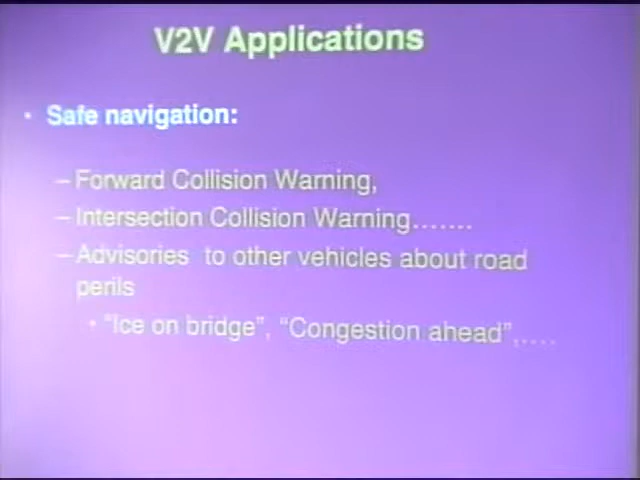 V2V Applications
• Safe navigation:
– Forward Collision Warning,
– Intersection Collision Warning…….
– Advisories to other vehicles about road
perils
• “Ice on bridge”, “Congestion ahead”,….